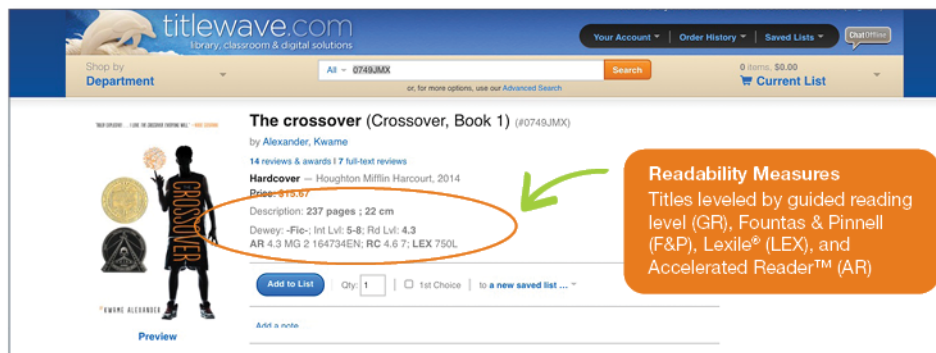 titlewave.com
library, classroom & digital solutions
Your Account
Order History
Saved Lists
ChatOffline
Shop by
Department
All
0749JMX
Search
or, for more options, use our Advanced Search
0 items, $0.00
Current List
The crossover (Crossover, Book 1) (#0749JMX)
by Alexander, Kwame
14 reviews & awards | 7 full-text reviews
Hardcover — Houghton Mifflin Harcourt, 2014
Price: $15.67
Description: 237 pages ; 22 cm
Dewey: -Fic-; Int Lvl: 5-8; Rd Lvl: 4.3
AR 4.3 MG 2 164734EN; RC 4.6 7; LEX 750L
Add to List
Qty: 1
1st Choice
to a new saved list ...
Add a note ...
CROSSOVER
KWAME ALEXANDER
Preview
Readability Measures
Titles leveled by guided reading
level (GR), Fountas & Pinnell
(F&P), Lexile® (LEX), and
Accelerated Reader™ (AR)